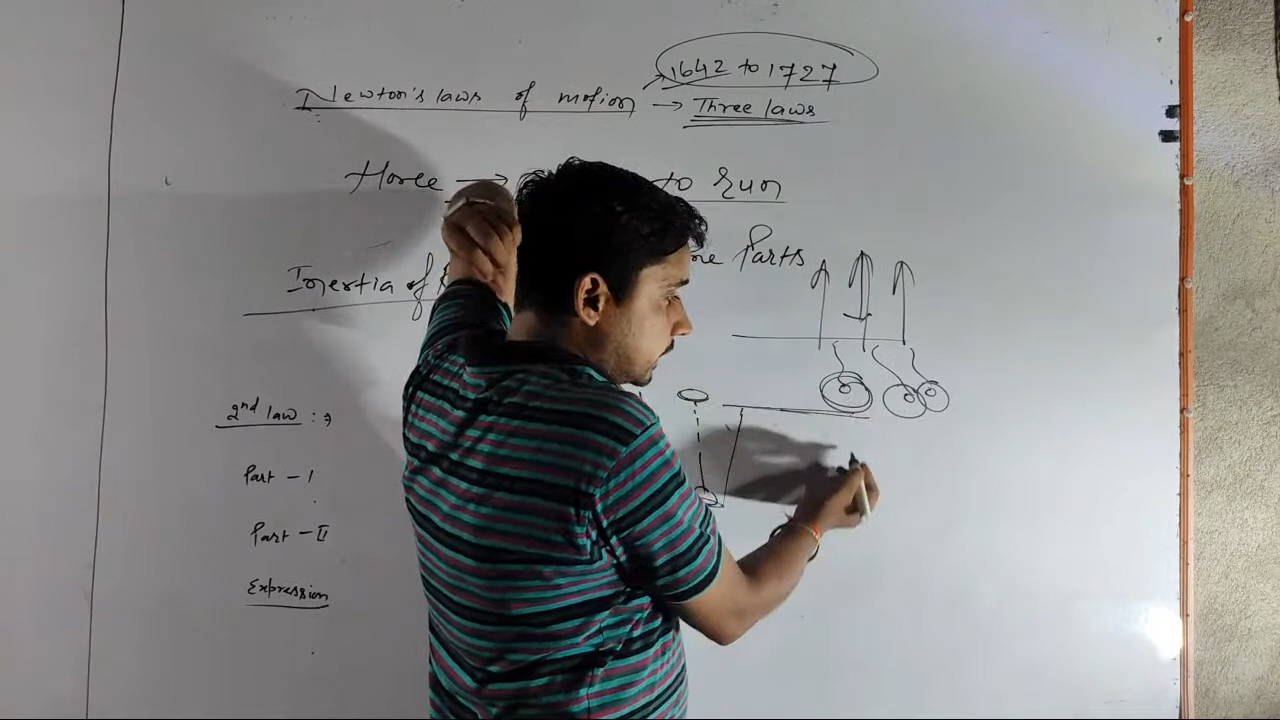 1642 to 1727
Newton's laws of motion → Three laws
Horce → to run
Inertia of
Parts
2nd law :→
Part - I
Part - II
Expression